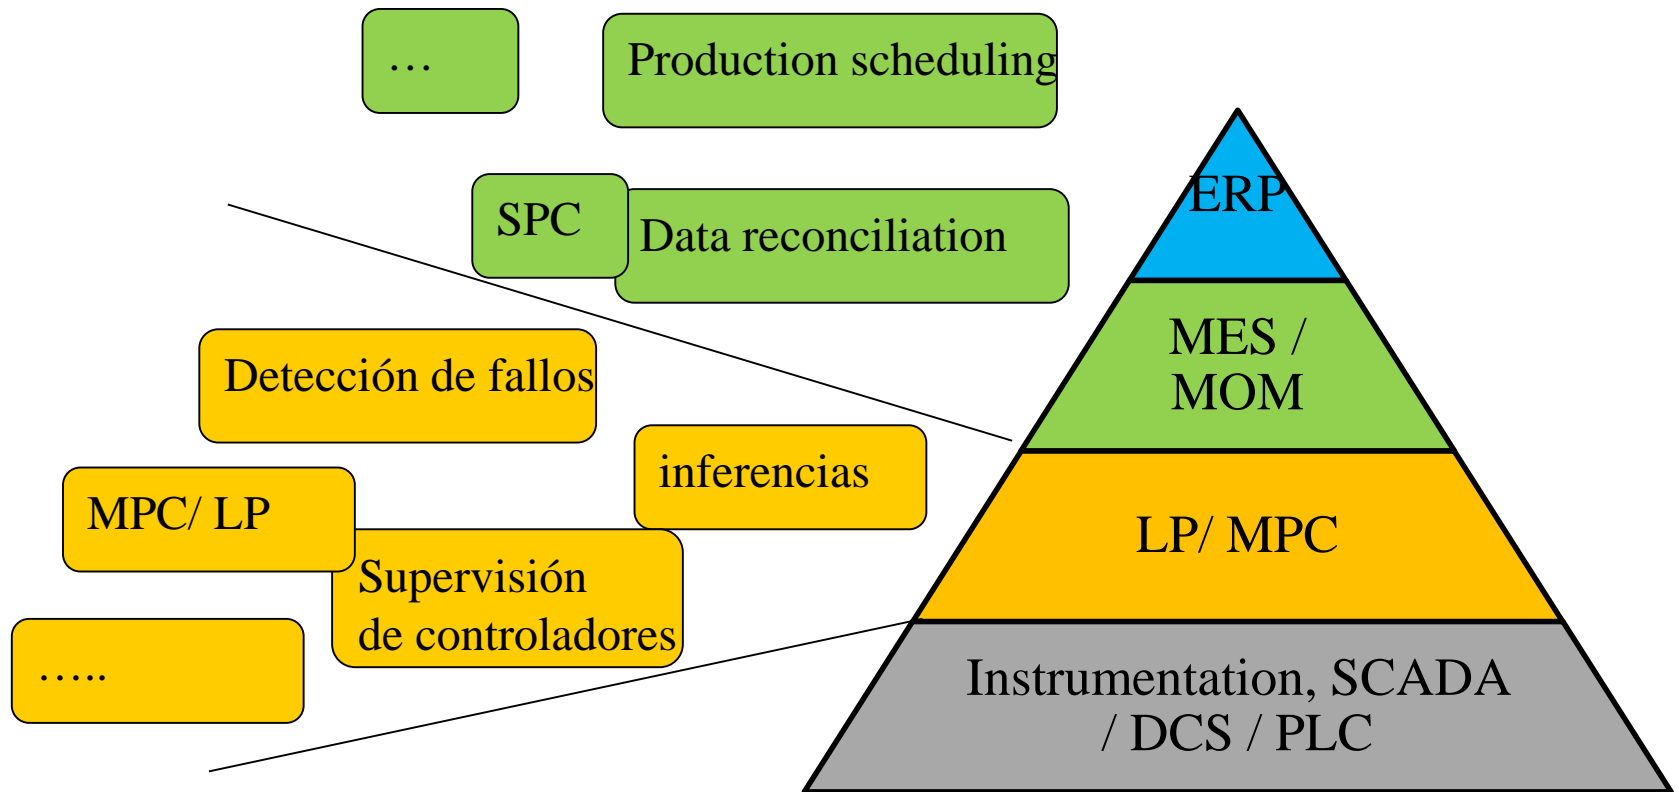 …
Production scheduling
SPC
Data reconciliation
Detección de fallos
inferencias
MPC/ LP
Supervisión
de controladores
…..
ERP
MES /
MOM
LP/ MPC
Instrumentation, SCADA
/ DCS / PLC